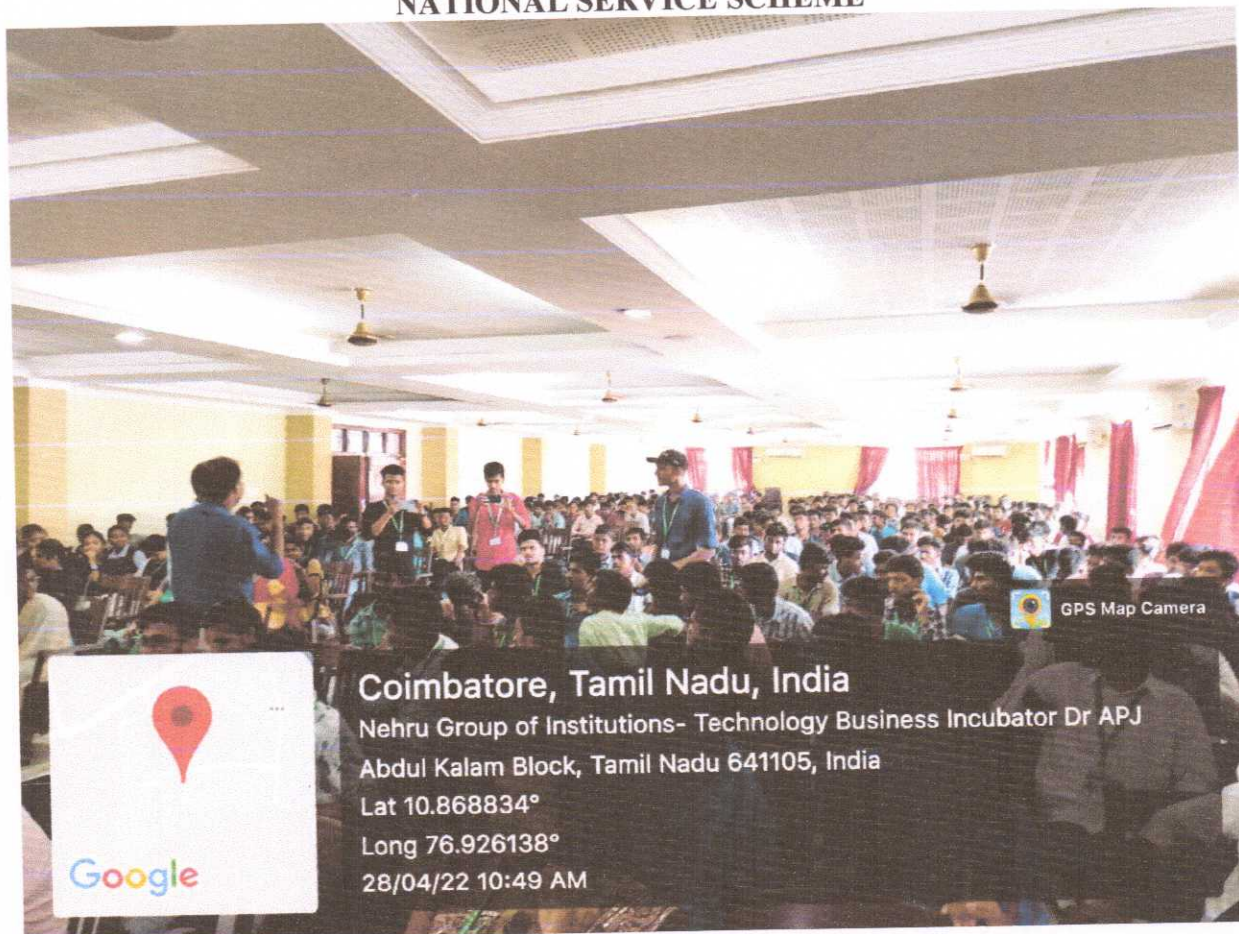 NATIONAL SERVICE SCHEME
GPS Map Camera
Coimbatore, Tamil Nadu, India
Nehru Group of Institutions- Technology Business Incubator Dr APJ
Abdul Kalam Block, Tamil Nadu 641105, India
Lat 10.868834°
Long 76.926138°
28/04/22 10:49 AM
Google